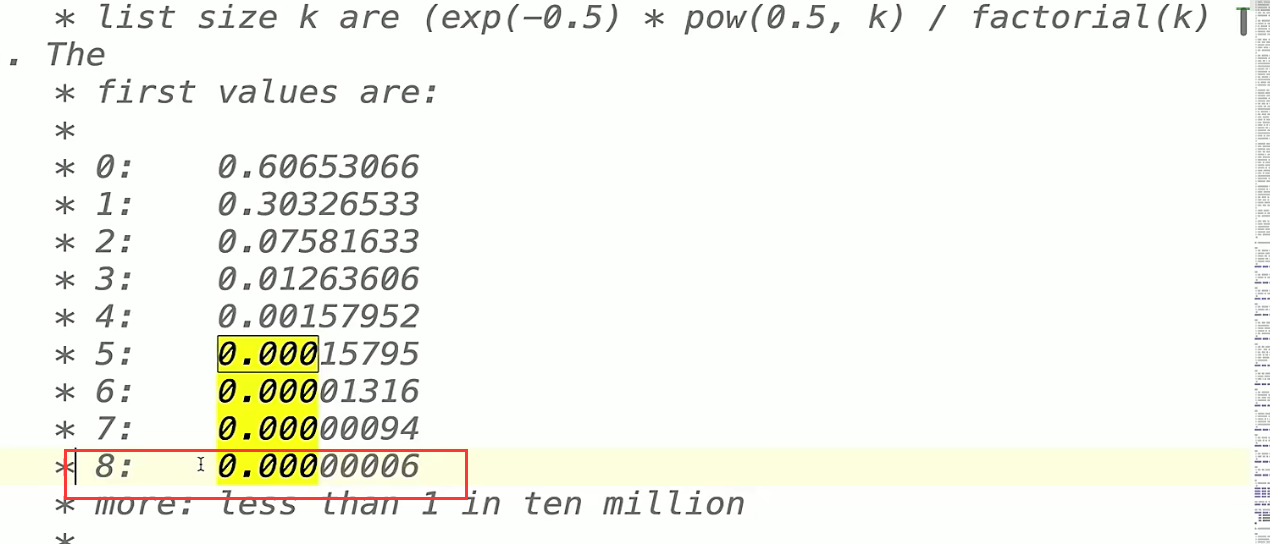 * list size k are (exp(-0.5) * pow(0.5, k) / factorial(k)
. The
* first values are:
*
* 0: 0.60653066
* 1: 0.30326533
* 2: 0.07581633
* 3: 0.01263606
* 4: 0.00157952
* 5: 0.00015795
* 6: 0.00001316
* 7: 0.00000094
* 8: 0.00000006
* more: less than 1 in ten million
*